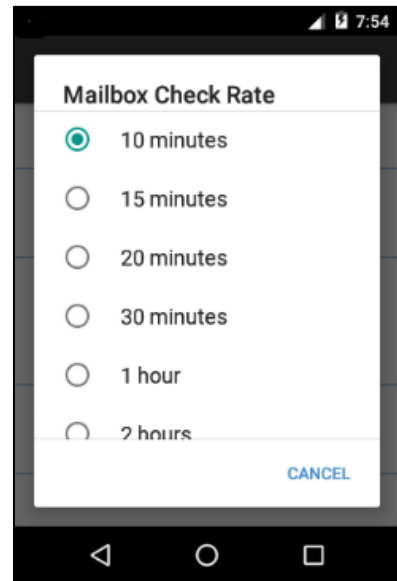 7:54
Mailbox Check Rate
10 minutes
15 minutes
20 minutes
30 minutes
1 hour
2 hours
CANCEL